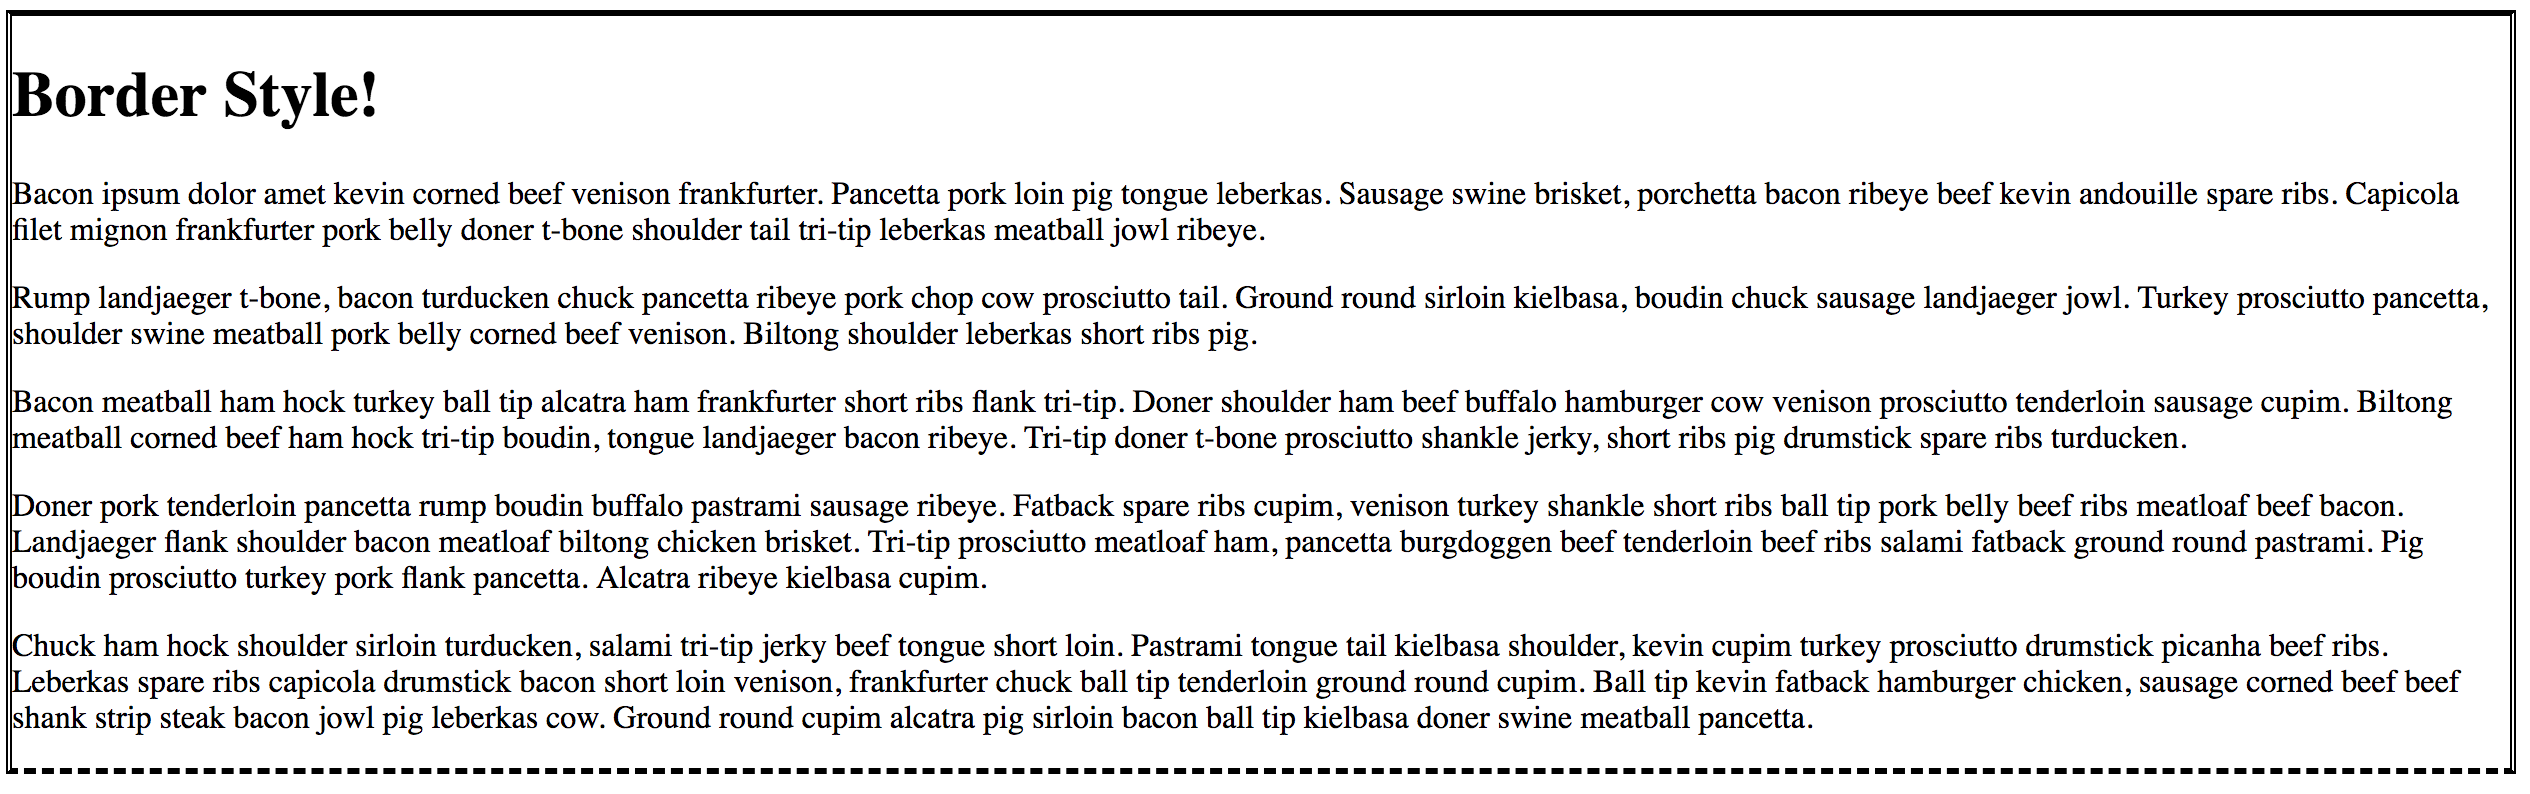 Border Style!
Bacon ipsum dolor amet kevin corned beef venison frankfurter. Pancetta pork loin pig tongue leberkas. Sausage swine brisket, porchetta bacon ribeye beef kevin andouille spare ribs. Capicola
filet mignon frankfurter pork belly doner t-bone shoulder tail tri-tip leberkas meatball jowl ribeye.
Rump landjaeger t-bone, bacon turducken chuck pancetta ribeye pork chop cow prosciutto tail. Ground round sirloin kielbasa, boudin chuck sausage landjaeger jowl. Turkey prosciutto pancetta,
shoulder swine meatball pork belly corned beef venison. Biltong shoulder leberkas short ribs pig.
Bacon meatball ham hock turkey ball tip alcatra ham frankfurter short ribs flank tri-tip. Doner shoulder ham beef buffalo hamburger cow venison prosciutto tenderloin sausage cupim. Biltong
meatball corned beef ham hock tri-tip boudin, tongue landjaeger bacon ribeye. Tri-tip doner t-bone prosciutto shankle jerky, short ribs pig drumstick spare ribs turducken.
Doner pork tenderloin pancetta rump boudin buffalo pastrami sausage ribeye. Fatback spare ribs cupim, venison turkey shankle short ribs ball tip pork belly beef ribs meatloaf beef bacon.
Landjaeger flank shoulder bacon meatloaf biltong chicken brisket. Tri-tip prosciutto meatloaf ham, pancetta burgdoggen beef tenderloin beef ribs salami fatback ground round pastrami. Pig
boudin prosciutto turkey pork flank pancetta. Alcatra ribeye kielbasa cupim.
Chuck ham hock shoulder sirloin turducken, salami tri-tip jerky beef tongue short loin. Pastrami tongue tail kielbasa shoulder, kevin cupim turkey prosciutto drumstick picanha beef ribs.
Leberkas spare ribs capicola drumstick bacon short loin venison, frankfurter chuck ball tip tenderloin ground round cupim. Ball tip kevin fatback hamburger chicken, sausage corned beef beef
shank strip steak bacon jowl pig leberkas cow. Ground round cupim alcatra pig sirloin bacon ball tip kielbasa doner swine meatball pancetta.